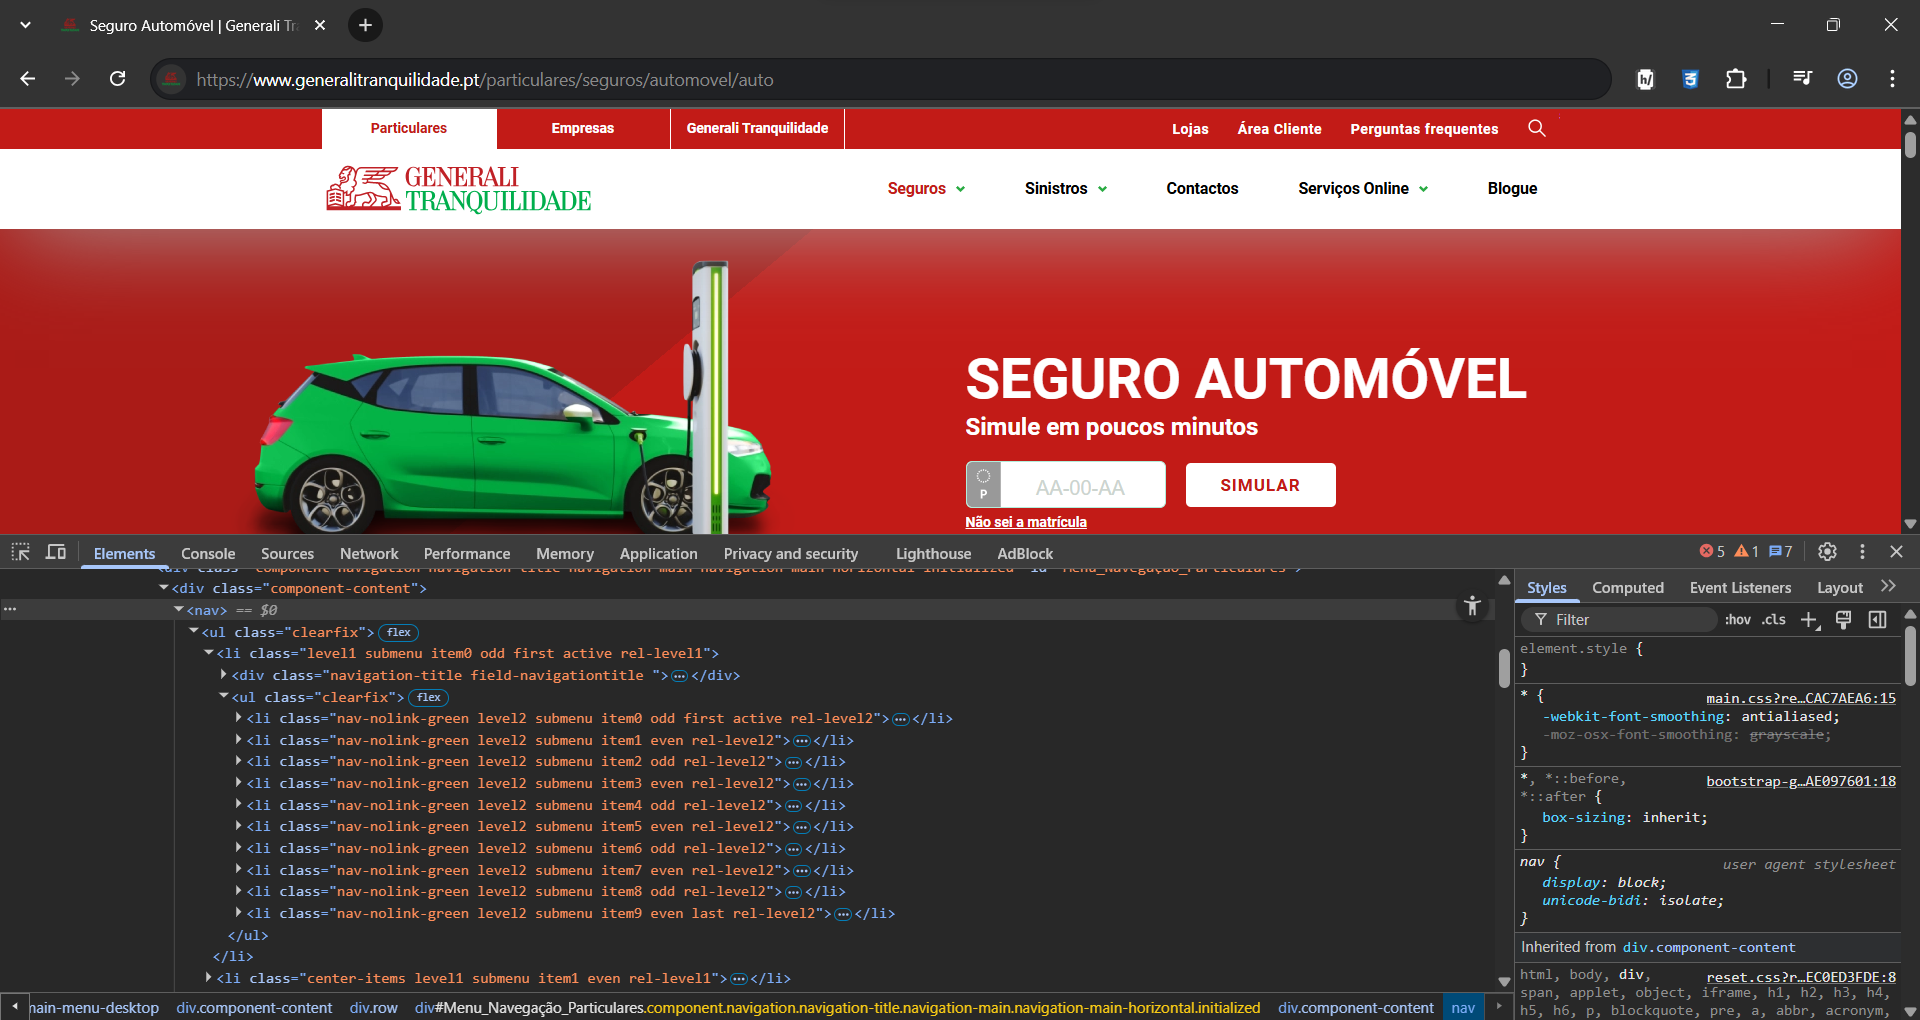 Seguro Automóvel | Generali Tr
https://www.generalitranquilidade.pt/particulares/seguros/automovel/auto
Particulares
Empresas
Generali Tranquilidade
Lojas
Área Cliente
Perguntas frequentes
GENERALI
TRANQUILIDADE
Seguros
Sinistros
Contactos
Serviços Online
Blogue
SEGURO AUTOMÓVEL
Simule em poucos minutos
P
AA-00-AA
SIMULAR
Não sei a matrícula
Elements Console Sources Network Performance Memory Application Privacy and security Lighthouse AdBlock
5 1 7
<div class="component navigation navigation-title navigation-main navigation-main-horizontal initialized" id="Menu_Navegação_Particulares">
<div class="component-content">
<nav> == $0
<ul class="clearfix"> flex
<li class="level1 submenu item0 odd first active rel-level1">
<div class="navigation-title field-navigationtitle ">…</div>
<ul class="clearfix"> flex
<li class="nav-nolink-green level2 submenu item0 odd first active rel-level2">…</li>
<li class="nav-nolink-green level2 submenu item1 even rel-level2">…</li>
<li class="nav-nolink-green level2 submenu item2 odd rel-level2">…</li>
<li class="nav-nolink-green level2 submenu item3 even rel-level2">…</li>
<li class="nav-nolink-green level2 submenu item4 odd rel-level2">…</li>
<li class="nav-nolink-green level2 submenu item5 even rel-level2">…</li>
<li class="nav-nolink-green level2 submenu item6 odd rel-level2">…</li>
<li class="nav-nolink-green level2 submenu item7 even rel-level2">…</li>
<li class="nav-nolink-green level2 submenu item8 odd rel-level2">…</li>
<li class="nav-nolink-green level2 submenu item9 even last rel-level2">…</li>
</ul>
</li>
<li class="center-items level1 submenu item1 even rel-level1">…</li>
nain-menu-desktop div.component-content div.row div#Menu_Navegação_Particulares.component.navigation.navigation-title.navigation-main.navigation-main-horizontal.initialized div.component-content nav
Styles Computed Event Listeners Layout
Filter :hov .cls
element.style {
}
* { main.css?re…CAC7AEA6:15
-webkit-font-smoothing: antialiased;
-moz-osx-font-smoothing: grayscale;
}
*, *::before, bootstrap-g…AE097601:18
*::after {
box-sizing: inherit;
}
nav { user agent stylesheet
display: block;
unicode-bidi: isolate;
}
Inherited from div.component-content
html, body, div, reset.css?r…EC0ED3FDE:8
span, applet, object, iframe, h1, h2, h3, h4,
h5, h6, p, blockquote, pre, a, abbr, acronym,